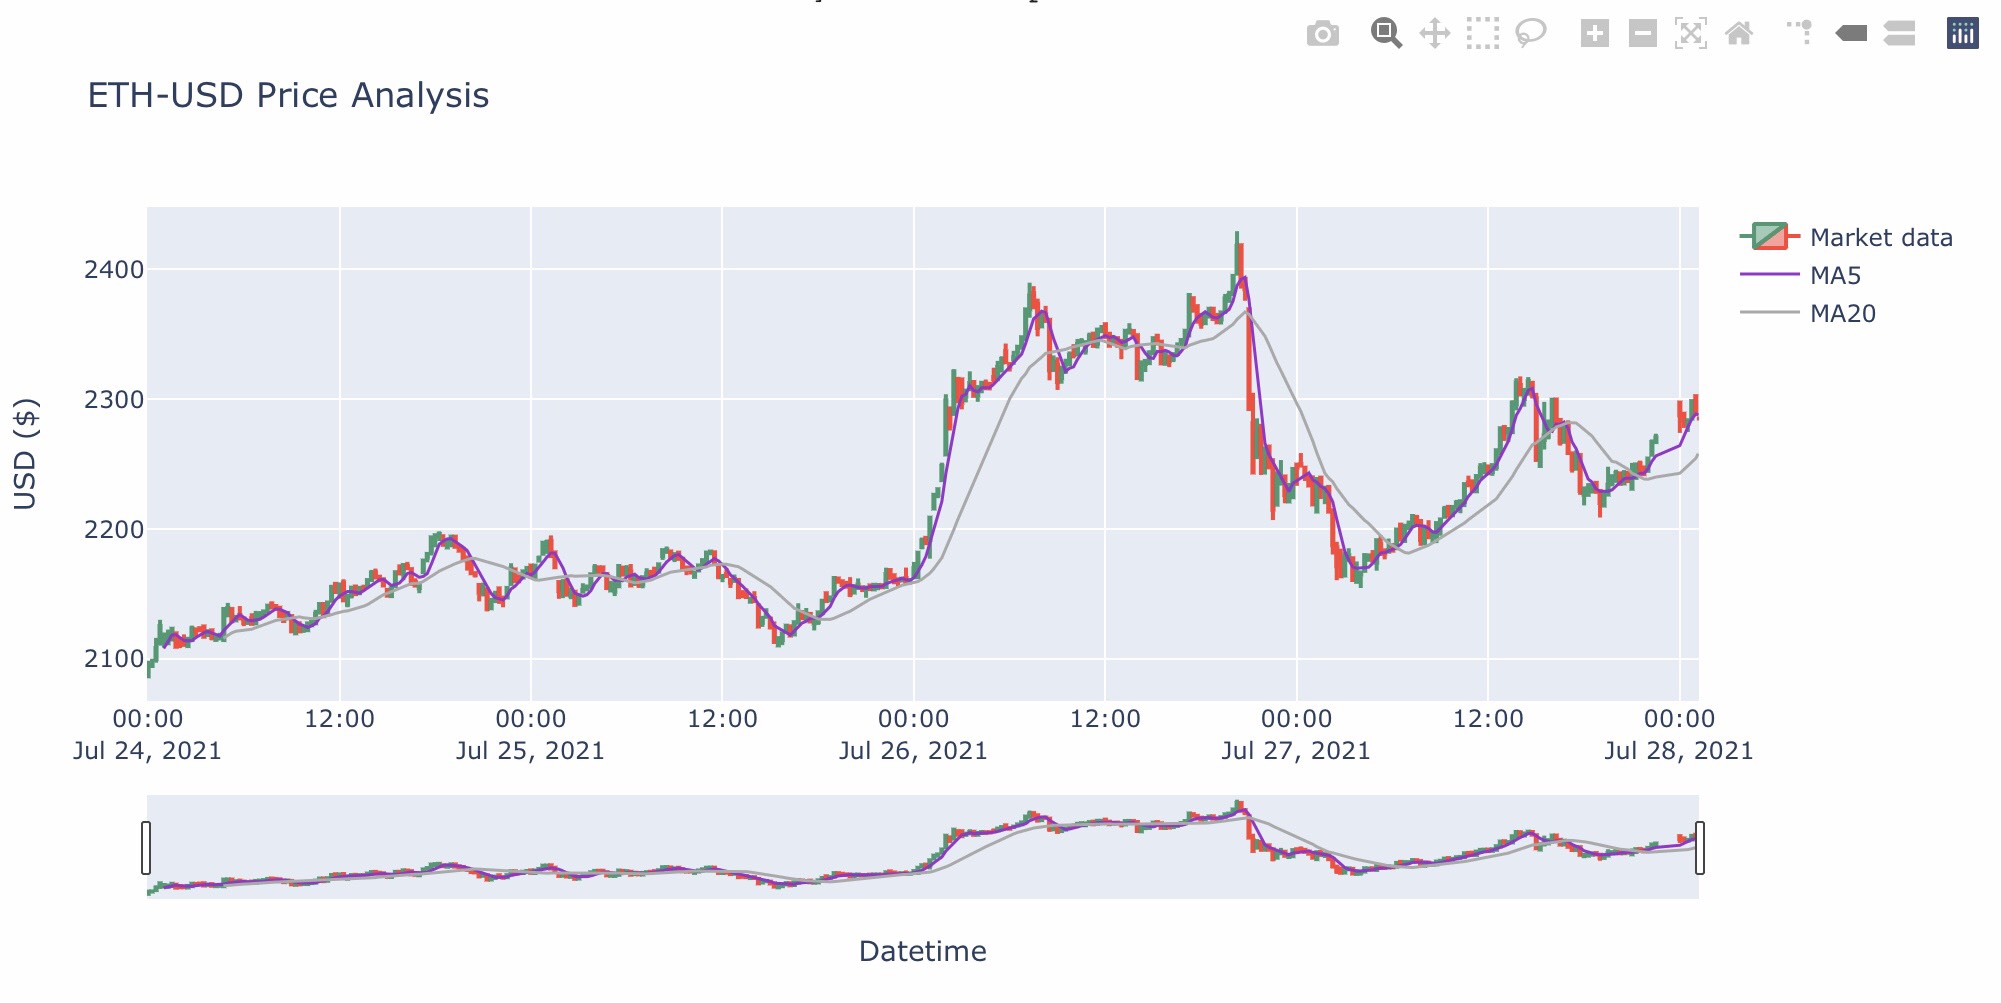 ETH-USD Price Analysis
Market data
MA5
MA20
USD ($)
2400
2300
2200
2100
00:00 12:00 00:00 12:00 00:00 12:00 00:00 12:00 00:00
Jul 24, 2021 Jul 25, 2021 Jul 26, 2021 Jul 27, 2021 Jul 28, 2021
Datetime